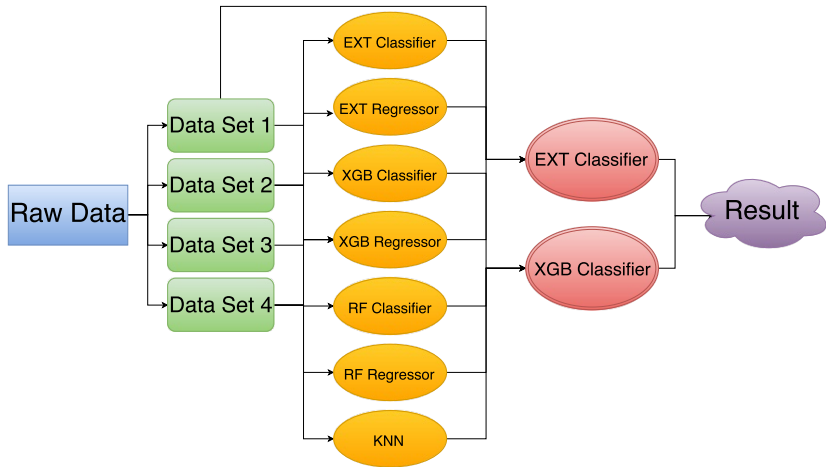 Raw Data
Data Set 1
Data Set 2
Data Set 3
Data Set 4
EXT Classifier
EXT Regressor
XGB Classifier
XGB Regressor
RF Classifier
RF Regressor
KNN
EXT Classifier
XGB Classifier
Result